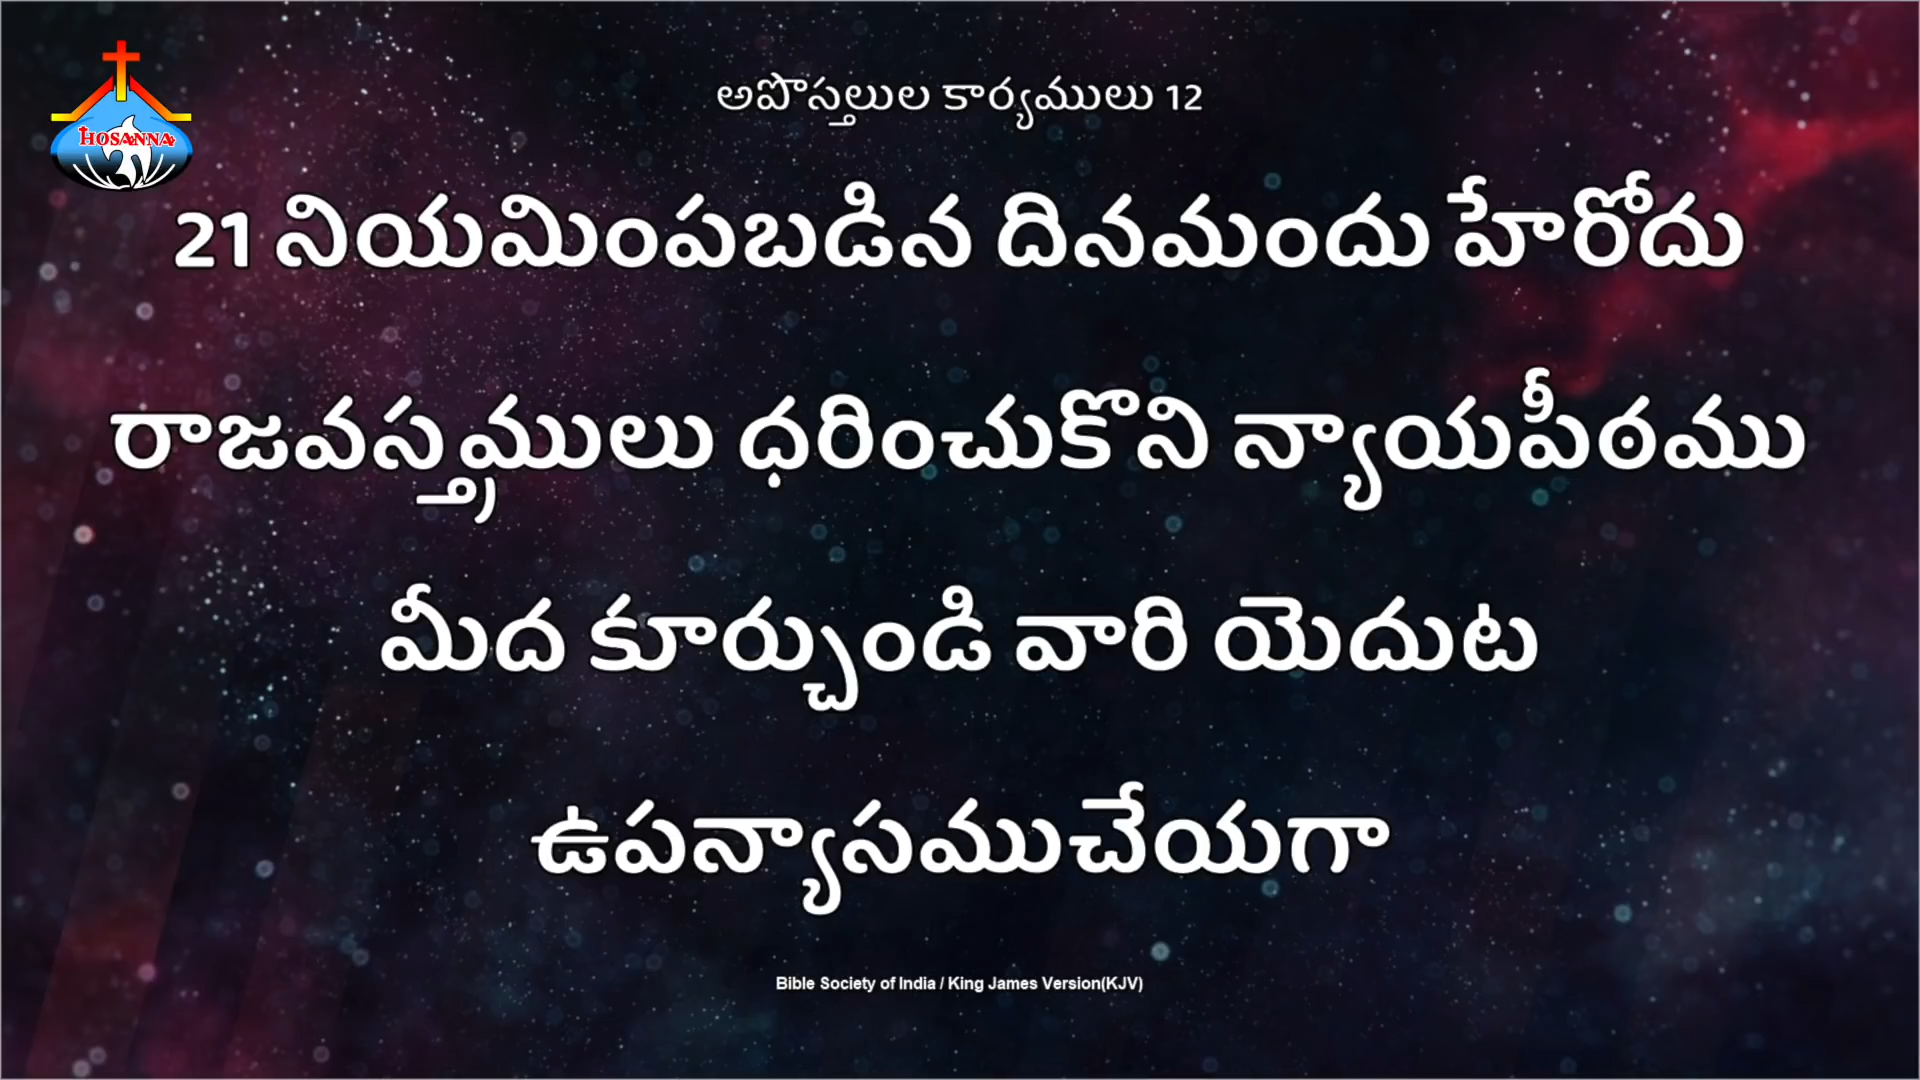 HOSANNA
అపొస్తలుల కార్యములు 12
21 నియమింపబడిన దినమందు హేరోదు
రాజవస్త్రములు ధరించుకొని న్యాయపీఠము
మీద కూర్చుండి వారి యెదుట
ఉపన్యాసముచేయగా
Bible Society of India / King James Version(KJV)